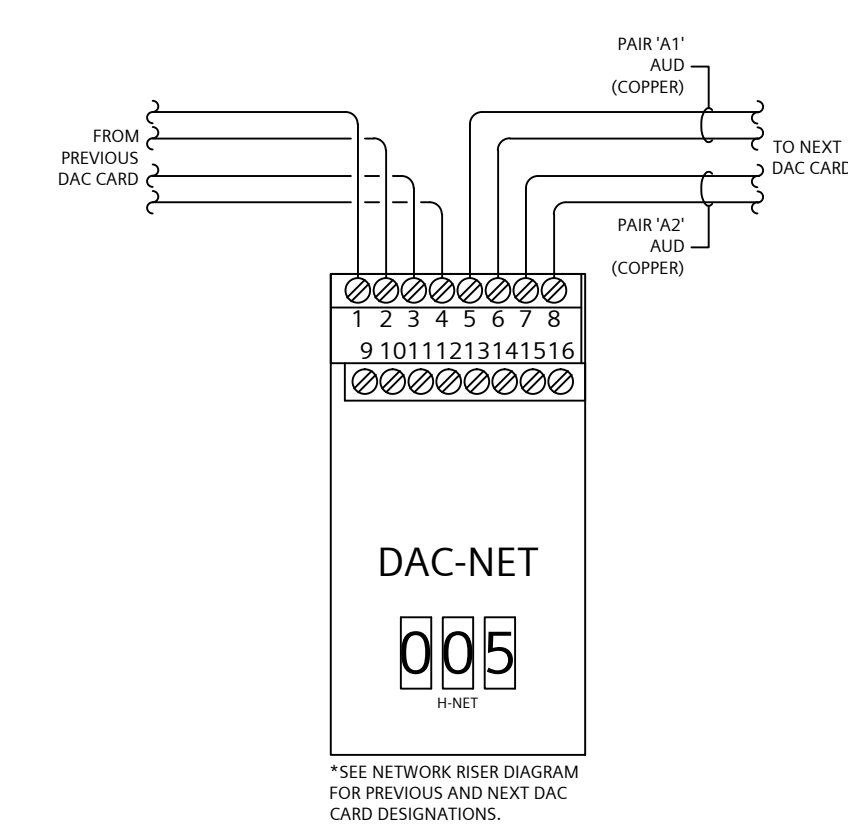 PAIR 'A1'
AUD
(COPPER)
FROM
PREVIOUS
DAC CARD
TO NEXT
DAC CARD
PAIR 'A2'
AUD
(COPPER)
1 2 3 4 5 6 7 8
9 10 11 12 13 14 15 16
DAC-NET
005
H-NET
*SEE NETWORK RISER DIAGRAM
FOR PREVIOUS AND NEXT DAC
CARD DESIGNATIONS.